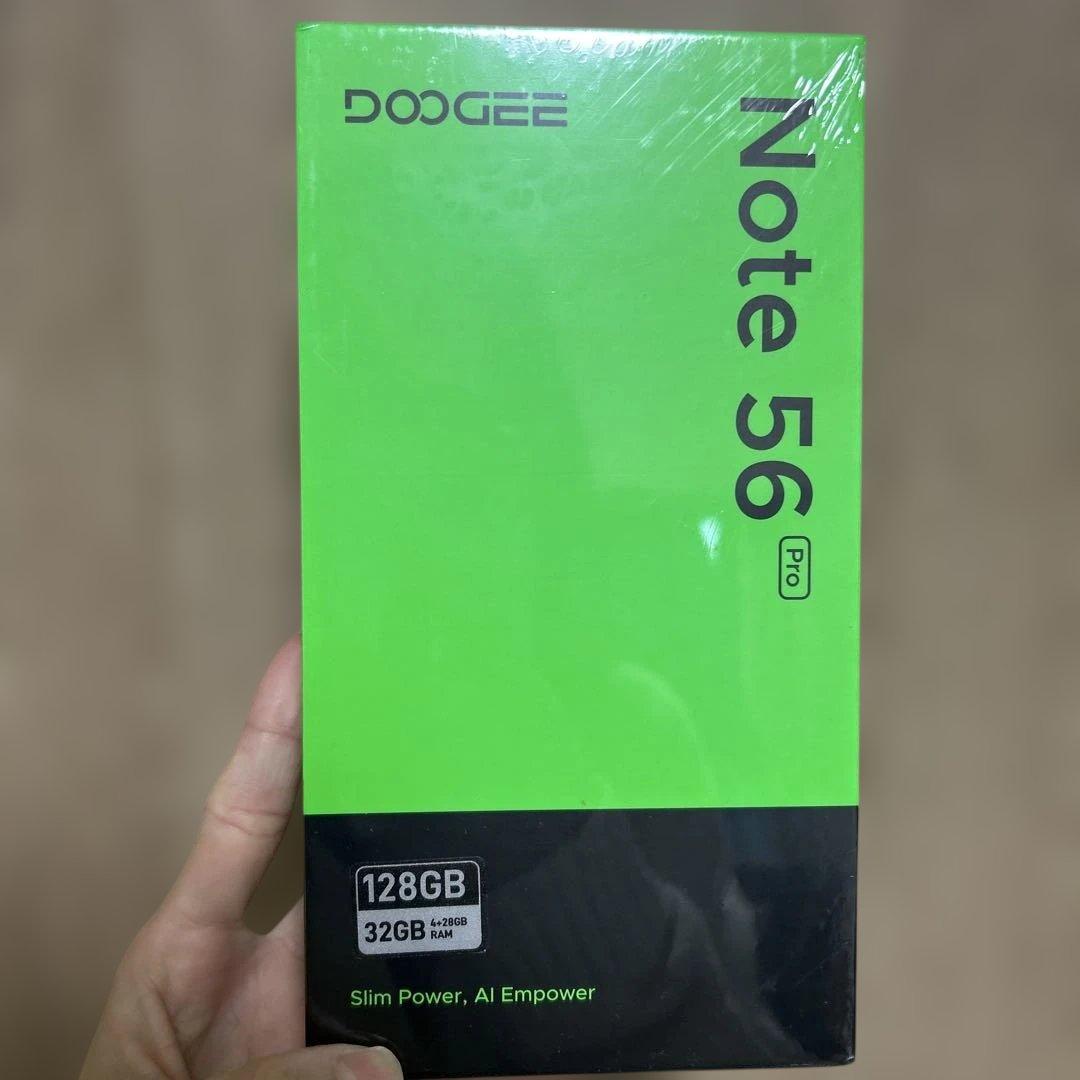 DOOGEE
Note 56 Pro
128GB
32GB 4+28GB RAM
Slim Power, AI Empower